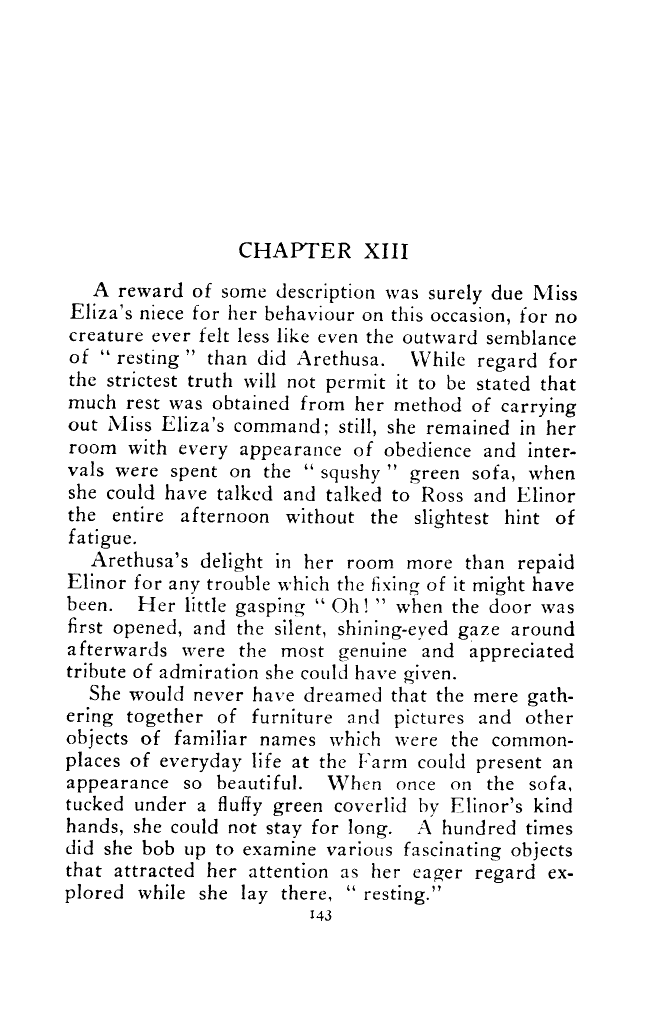 CHAPTER XIII
A reward of some description was surely due Miss
Eliza's niece for her behaviour on this occasion, for no
creature ever felt less like even the outward semblance
of “ resting ” than did Arethusa. While regard for
the strictest truth will not permit it to be stated that
much rest was obtained from her method of carrying
out Miss Eliza's command; still, she remained in her
room with every appearance of obedience and inter-
vals were spent on the “ squshy ” green sofa, when
she could have talked and talked to Ross and Elinor
the entire afternoon without the slightest hint of
fatigue.
Arethusa's delight in her room more than repaid
Elinor for any trouble which the fixing of it might have
been. Her little gasping “ Oh! ” when the door was
first opened, and the silent, shining-eyed gaze around
afterwards were the most genuine and appreciated
tribute of admiration she could have given.
She would never have dreamed that the mere gath-
ering together of furniture and pictures and other
objects of familiar names which were the common-
places of everyday life at the Farm could present an
appearance so beautiful. When once on the sofa,
tucked under a fluffy green coverlid by Elinor's kind
hands, she could not stay for long. A hundred times
did she bob up to examine various fascinating objects
that attracted her attention as her eager regard ex-
plored while she lay there, “ resting.”
143